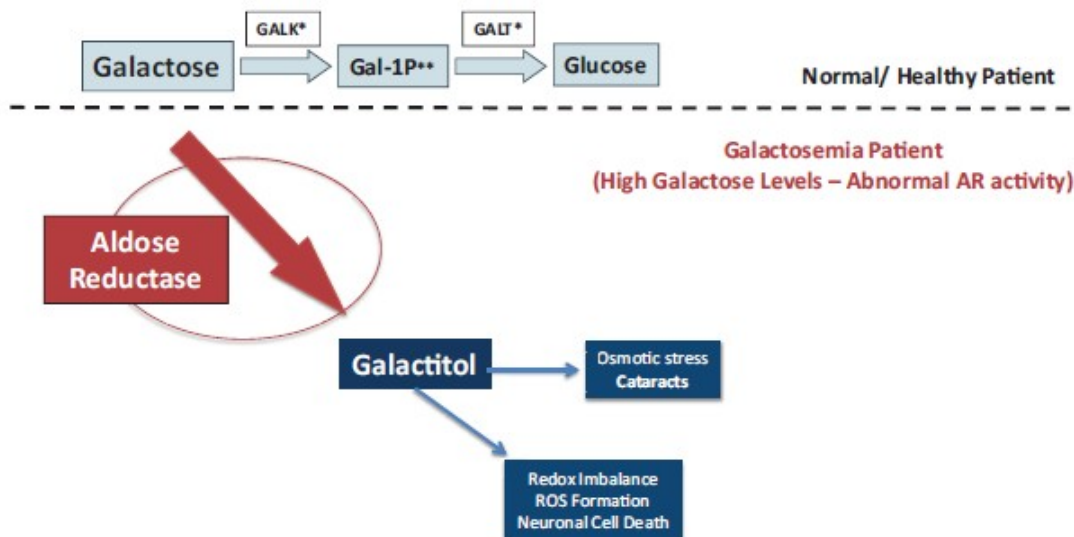 GALK*
GALT*
Galactose
Gal-1P**
Glucose
Normal/ Healthy Patient
Galactosemia Patient
(High Galactose Levels – Abnormal AR activity)
Aldose
Reductase
Galactitol
Osmotic stress
Cataracts
Redox Imbalance
ROS Formation
Neuronal Cell Death